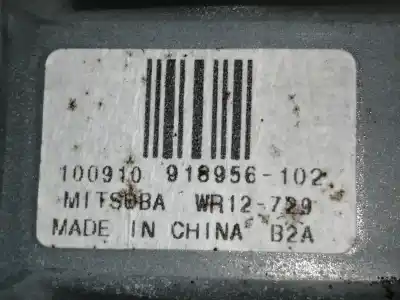 100910 918956-102
MITSUBA WR12-729
MADE IN CHINA B2A